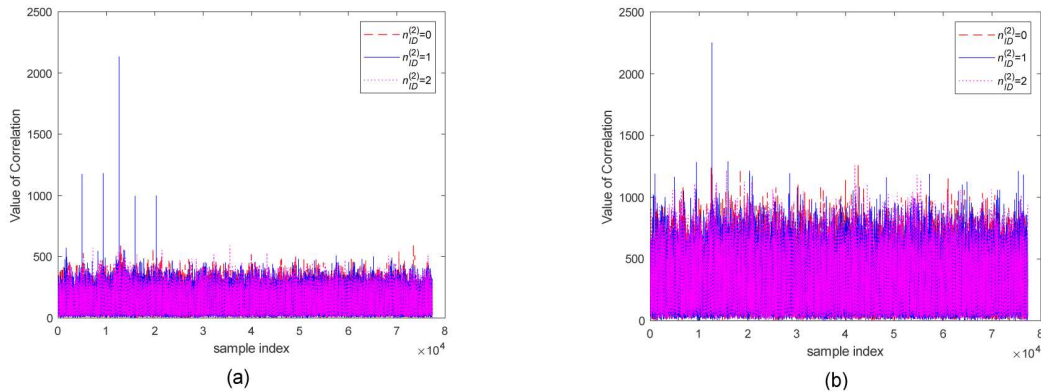 2500
2000
1500
1000
500
0
Value of Correlation
0 1 2 3 4 5 6 7 8
×10^4
sample index
n_ID^(2)=0
n_ID^(2)=1
n_ID^(2)=2
(a)
2500
2000
1500
1000
500
0
Value of Correlation
0 1 2 3 4 5 6 7 8
×10^4
sample index
n_ID^(2)=0
n_ID^(2)=1
n_ID^(2)=2
(b)